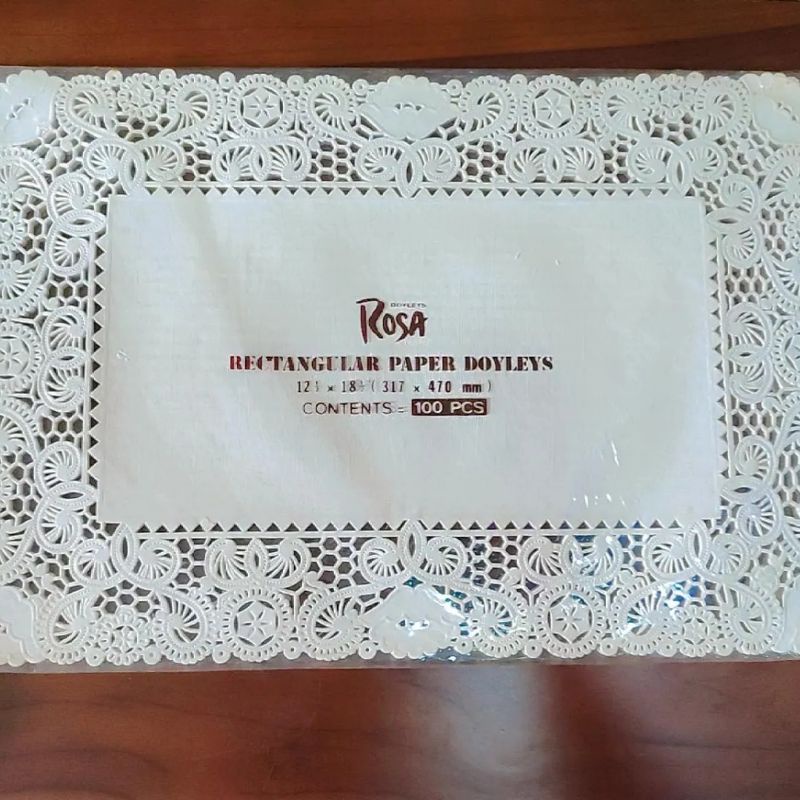 DOYLEYS
ROSA
RECTANGULAR PAPER DOYLEYS
12½ x 18½ (317 x 470 mm)
CONTENTS = 100 PCS